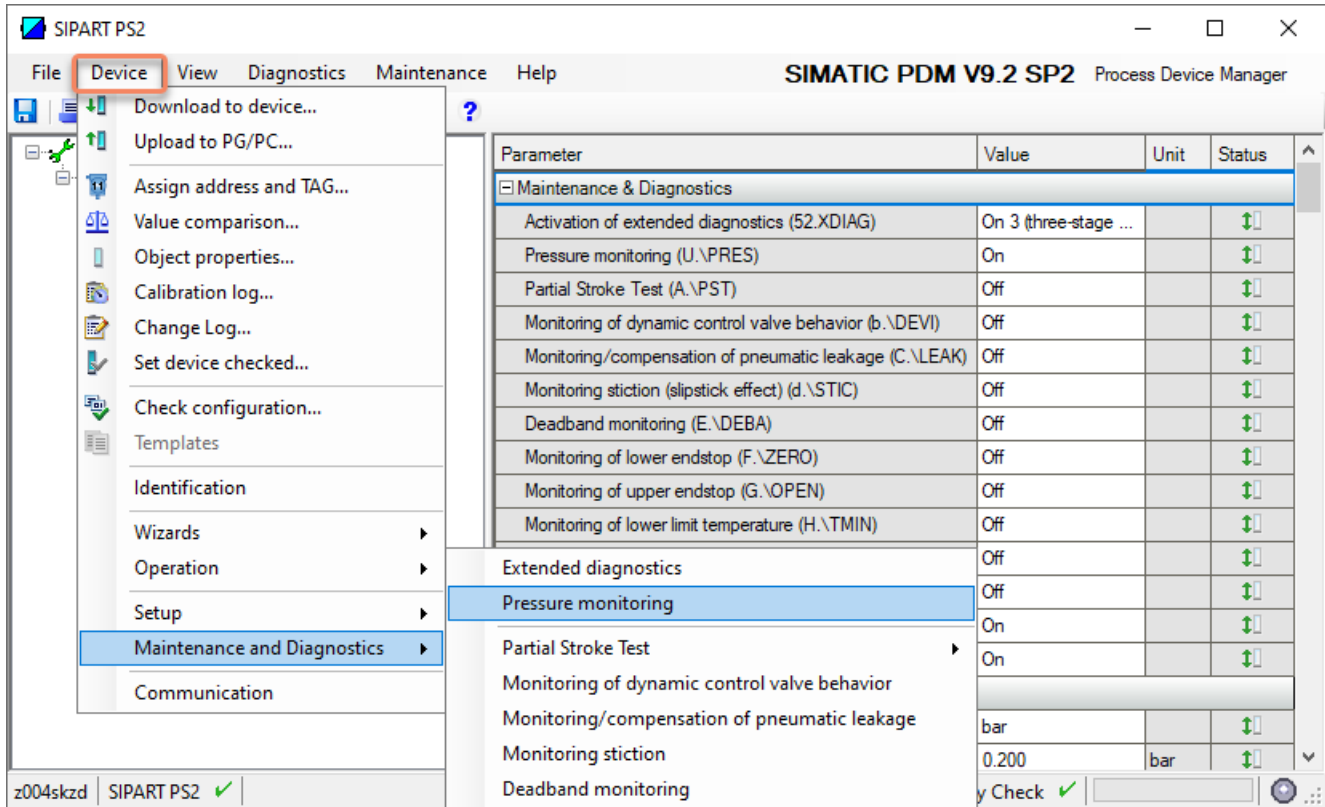 SIPART PS2
File Device View Diagnostics Maintenance Help SIMATIC PDM V9.2 SP2 Process Device Manager
?
Download to device...
Upload to PG/PC...
Assign address and TAG...
Value comparison...
Object properties...
Calibration log...
Change Log...
Set device checked...
Check configuration...
Templates
Identification
Wizards
Operation
Setup
Maintenance and Diagnostics
Communication
Extended diagnostics
Pressure monitoring
Partial Stroke Test
Monitoring of dynamic control valve behavior
Monitoring/compensation of pneumatic leakage
Monitoring stiction
Deadband monitoring
Parameter Value Unit Status
Maintenance & Diagnostics
Activation of extended diagnostics (52.XDIAG) On 3 (three-stage ...
Pressure monitoring (U.\PRES) On
Partial Stroke Test (A.\PST) Off
Monitoring of dynamic control valve behavior (b.\DEVI) Off
Monitoring/compensation of pneumatic leakage (C.\LEAK) Off
Monitoring stiction (slipstick effect) (d.\STIC) Off
Deadband monitoring (E.\DEBA) Off
Monitoring of lower endstop (F.\ZERO) Off
Monitoring of upper endstop (G.\OPEN) Off
Monitoring of lower limit temperature (H.\TMIN) Off
Off
Off
On
On
bar
0.200 bar
z004skzd SIPART PS2 y Check